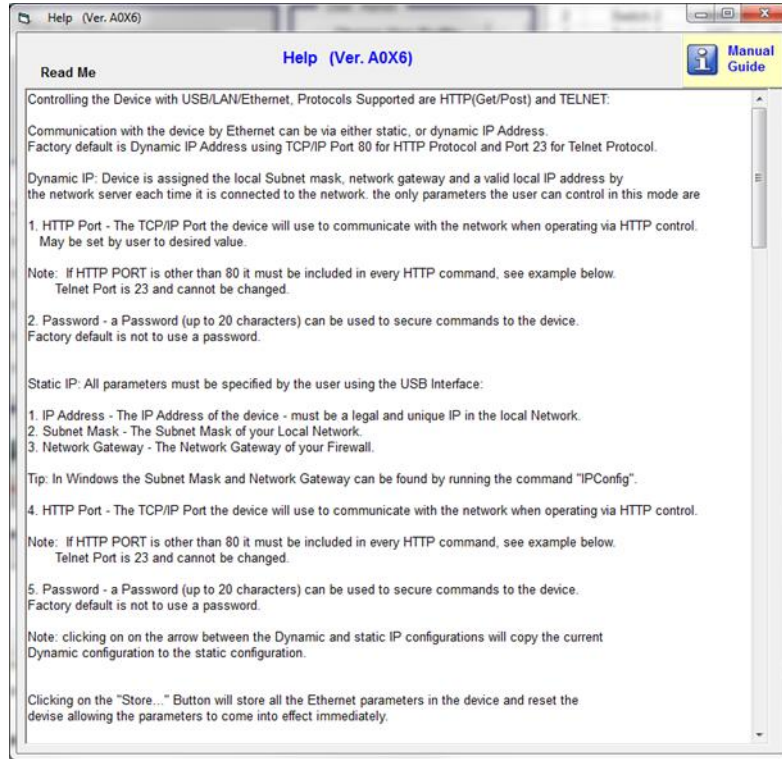 Help (Ver. A0X6)
Help (Ver. A0X6)
Manual
Guide
Read Me
Controlling the Device with USB/LAN/Ethernet, Protocols Supported are HTTP(Get/Post) and TELNET:
Communication with the device by Ethernet can be via either static, or dynamic IP Address.
Factory default is Dynamic IP Address using TCP/IP Port 80 for HTTP Protocol and Port 23 for Telnet Protocol.
Dynamic IP: Device is assigned the local Subnet mask, network gateway and a valid local IP address by
the network server each time it is connected to the network. the only parameters the user can control in this mode are
1. HTTP Port - The TCP/IP Port the device will use to communicate with the network when operating via HTTP control.
May be set by user to desired value.
Note: If HTTP PORT is other than 80 it must be included in every HTTP command, see example below.
Telnet Port is 23 and cannot be changed.
2. Password - a Password (up to 20 characters) can be used to secure commands to the device.
Factory default is not to use a password.
Static IP: All parameters must be specified by the user using the USB Interface:
1. IP Address - The IP Address of the device - must be a legal and unique IP in the local Network.
2. Subnet Mask - The Subnet Mask of your Local Network.
3. Network Gateway - The Network Gateway of your Firewall.
Tip: In Windows the Subnet Mask and Network Gateway can be found by running the command "IPConfig".
4. HTTP Port - The TCP/IP Port the device will use to communicate with the network when operating via HTTP control.
Note: If HTTP PORT is other than 80 it must be included in every HTTP command, see example below.
Telnet Port is 23 and cannot be changed.
5. Password - a Password (up to 20 characters) can be used to secure commands to the device.
Factory default is not to use a password.
Note: clicking on on the arrow between the Dynamic and static IP configurations will copy the current
Dynamic configuration to the static configuration.
Clicking on the "Store..." Button will store all the Ethernet parameters in the device and reset the
devise allowing the parameters to come into effect immediately.